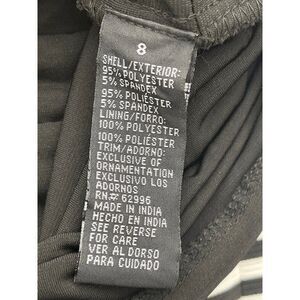 8
SHELL/EXTERIOR:
95% POLYESTER
5% SPANDEX
95% POLIÉSTER
5% SPANDEX
LINING/FORRO:
100% POLYESTER
100% POLIÉSTER
TRIM/ADORNO:
EXCLUSIVE OF
ORNAMENTATION
EXCLUSIVO LOS
ADORNOS
RN# 62996
MADE IN INDIA
HECHO EN INDIA
SEE REVERSE
FOR CARE
VER AL DORSO
PARA CUIDADO